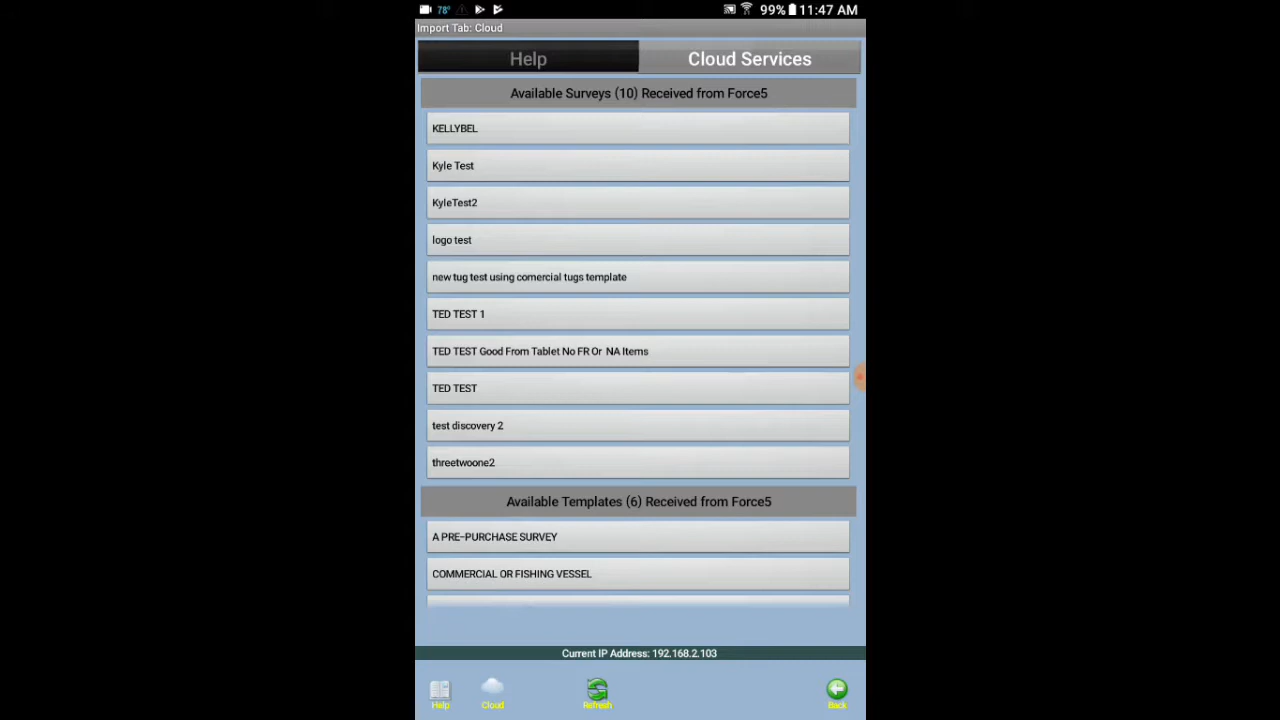 78° 99% 11:47 AM
Import Tab: Cloud
Help Cloud Services
Available Surveys (10) Received from Force5
KELLYBEL
Kyle Test
KyleTest2
logo test
new tug test using comercial tugs template
TED TEST 1
TED TEST Good From Tablet No FR Or NA Items
TED TEST
test discovery 2
threetwoone2
Available Templates (6) Received from Force5
A PRE-PURCHASE SURVEY
COMMERCIAL OR FISHING VESSEL
Current IP Address: 192.168.2.103
Help Cloud Refresh Back